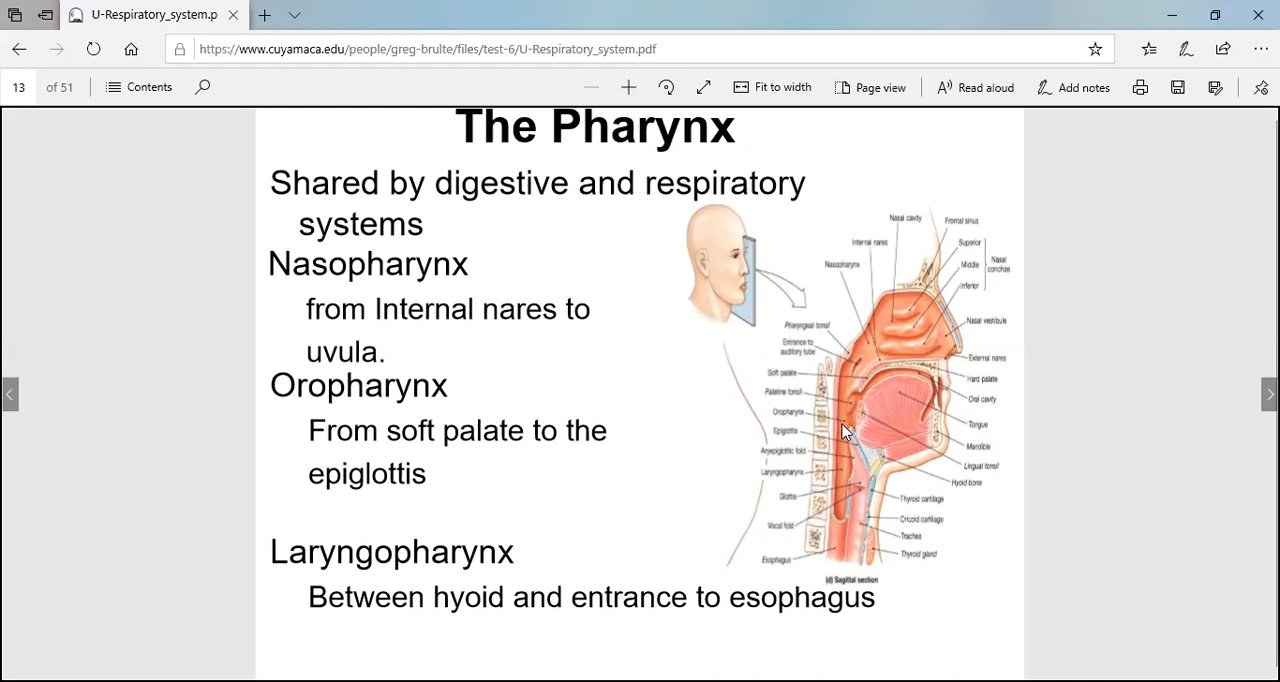 U-Respiratory_system.p
https://www.cuyamaca.edu/people/greg-brulte/files/test-6/U-Respiratory_system.pdf
13 of 51 Contents Fit to width Page view Read aloud Add notes
The Pharynx
Shared by digestive and respiratory
systems
Nasopharynx
from Internal nares to
uvula.
Oropharynx
From soft palate to the
epiglottis
Laryngopharynx
Between hyoid and entrance to esophagus
Nasal cavity
Frontal sinus
Internal nares
Superior
Nasopharynx
Middle
Nasal
conchae
Inferior
Nasal vestibule
Pharyngeal tonsil
Entrance to
auditory tube
External nares
Soft palate
Hard palate
Palatine tonsil
Oral cavity
Oropharynx
Tongue
Epiglottis
Mandible
Aryepiglottic fold
Lingual tonsil
Laryngopharynx
Hyoid bone
Glottis
Thyroid cartilage
Vocal fold
Cricoid cartilage
Trachea
Esophagus
Thyroid gland
(d) Sagittal section